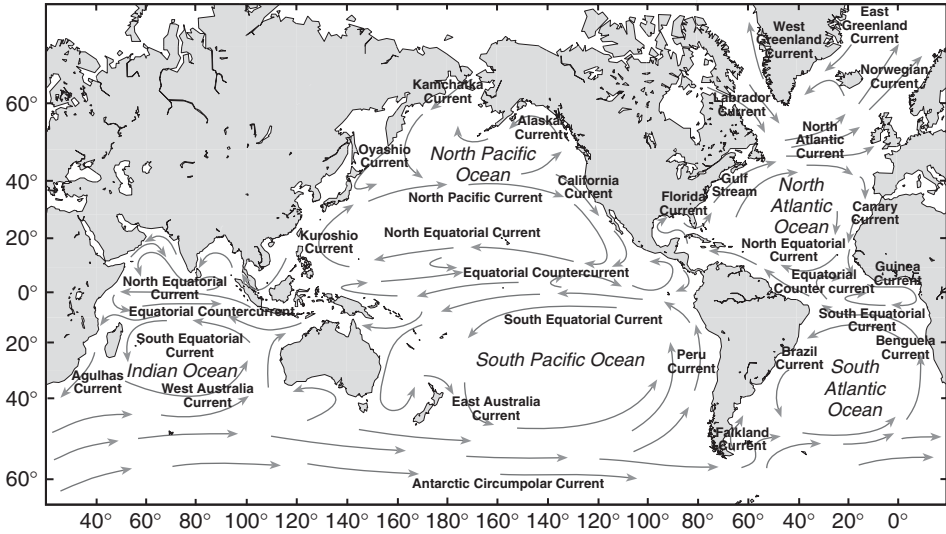 East
Greenland
Current
West
Greenland
Current
Norwegian
Current
Kamchatka
Current
Labrador
Current
60°
Alaska
Current
North
Atlantic
Current
Oyashio
Current
North Pacific
Ocean
40°
California
Current
Gulf
Stream
North
Atlantic
Ocean
North Pacific Current
Florida
Current
Canary
Current
20°
Kuroshio
Current
North Equatorial Current
North Equatorial
Current
Guinea
Current
Equatorial Countercurrent
Equatorial
Counter current
North Equatorial
Current
0°
Equatorial Countercurrent
South Equatorial Current
South Equatorial
Current
20°
South Equatorial
Current
Benguela
Current
Indian Ocean
South Pacific Ocean
Peru
Current
Brazil
Current
South
Atlantic
Ocean
Agulhas
Current
West Australia
Current
40°
East Australia
Current
Falkland
Current
60°
Antarctic Circumpolar Current
40° 60° 80° 100° 120° 140° 160° 180° 160° 140° 120° 100° 80° 60° 40° 20° 0°